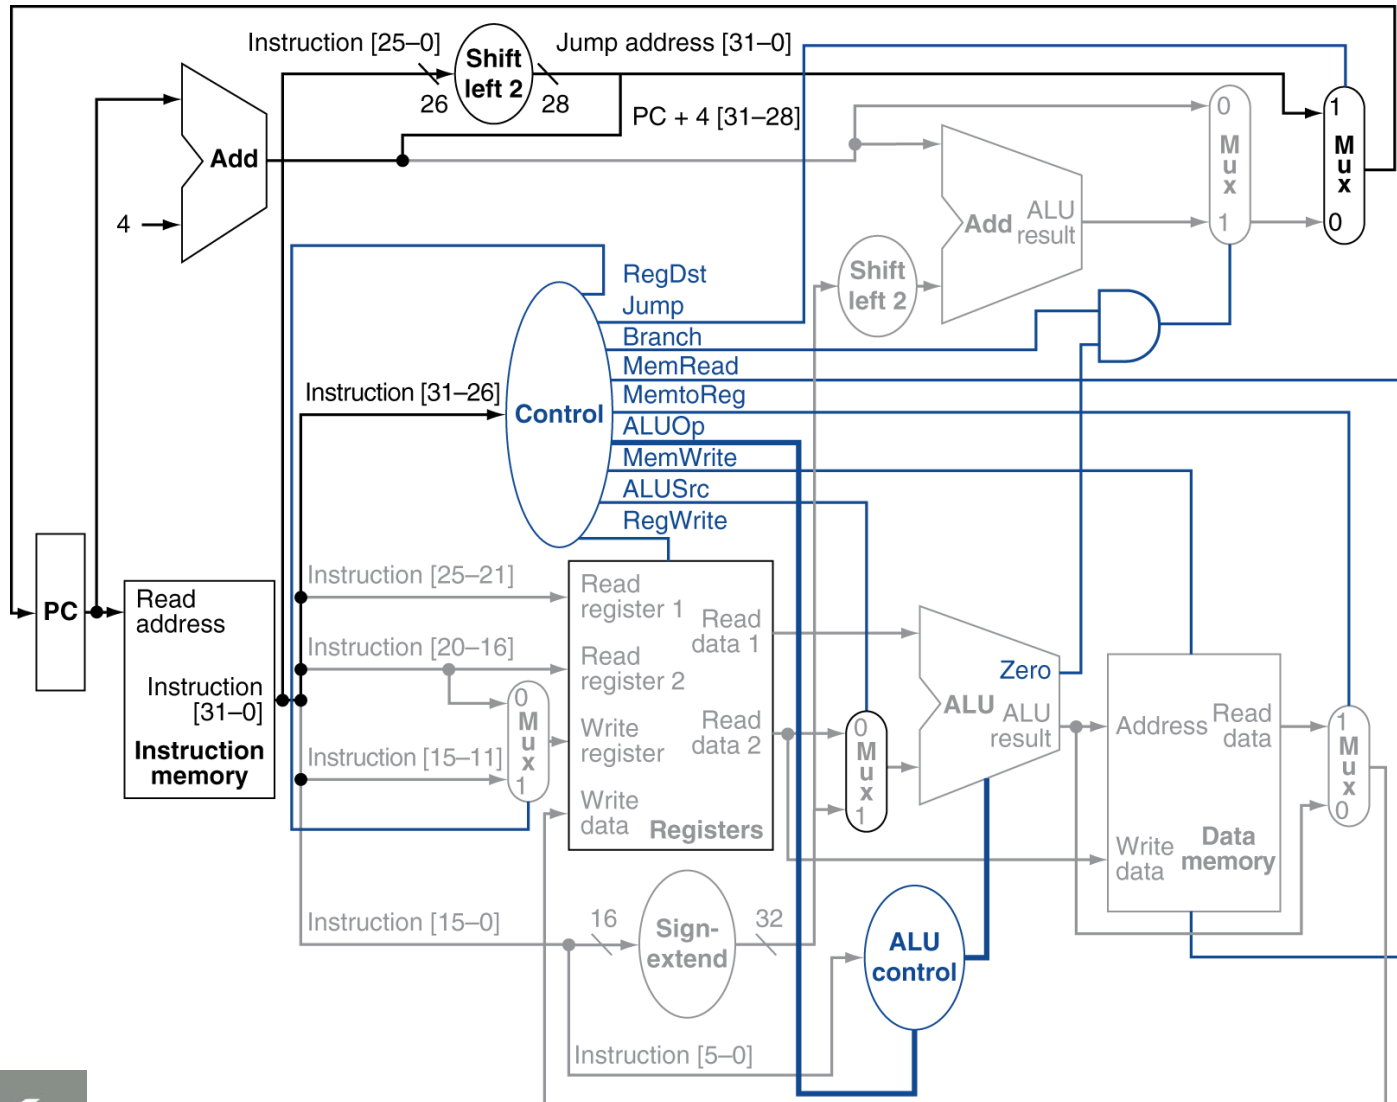 Instruction [25–0]
Shift
left 2
Jump address [31–0]
26
28
PC + 4 [31–28]
Add
4
0
M
u
x
1
1
M
u
x
0
Add
ALU
result
Shift
left 2
RegDst
Jump
Branch
MemRead
MemtoReg
ALUOp
MemWrite
ALUSrc
RegWrite
Instruction [31–26]
Control
PC
Read
address
Instruction
[31–0]
Instruction
memory
Instruction [25–21]
Instruction [20–16]
Instruction [15–11]
0
M
u
x
1
Read
register 1
Read
register 2
Write
register
Write
data
Read
data 1
Read
data 2
Registers
0
M
u
x
1
Zero
ALU
ALU
result
Address
Read
data
Write
data
Data
memory
1
M
u
x
0
Instruction [15–0]
16
Sign-
extend
32
ALU
control
Instruction [5–0]